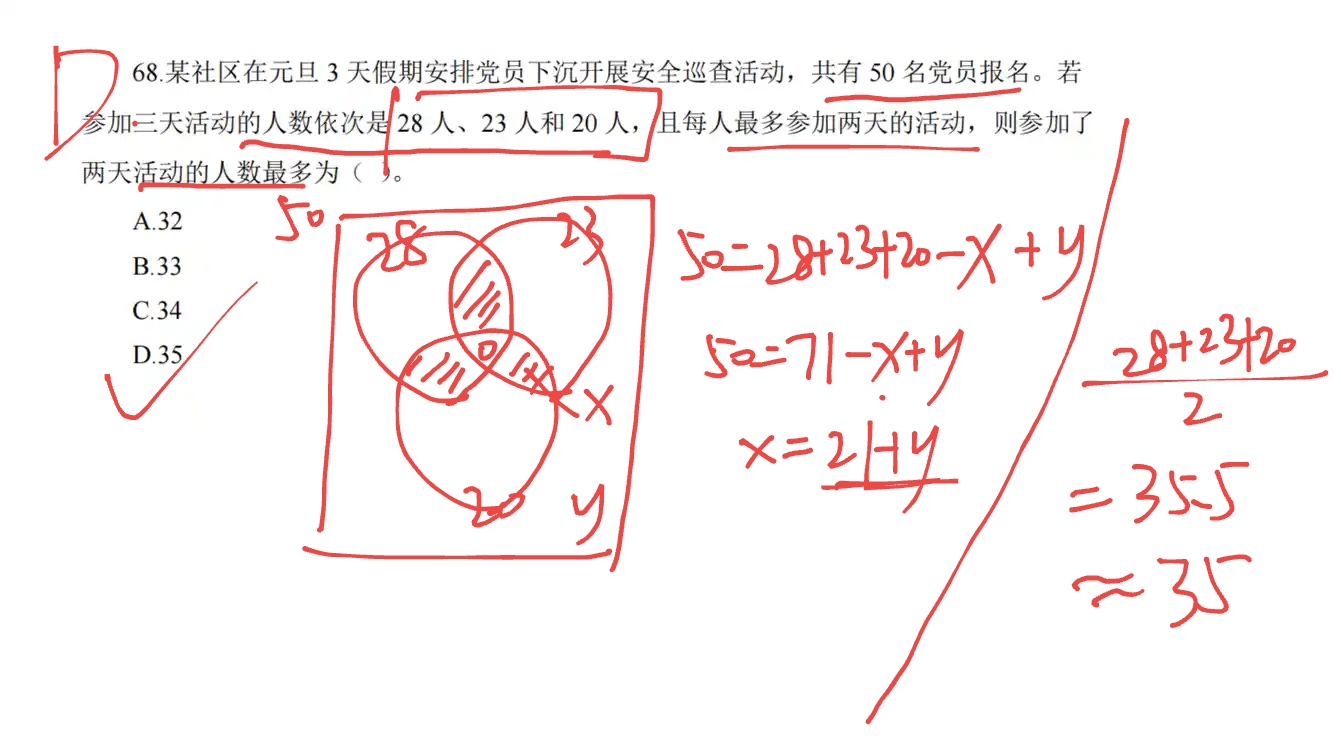 D
68.某社区在元旦 3 天假期安排党员下沉开展安全巡查活动，共有 50 名党员报名。若
参加三天活动的人数依次是 28 人、23 人和 20 人，且每人最多参加两天的活动，则参加了
两天活动的人数最多为（ ）。
A.32
B.33
C.34
D.35
50
28
23
0
x
20
y
50=28+23+20-x+y
50=71-x+y
x=21+y
28+23+20
2
=35.5
≈35